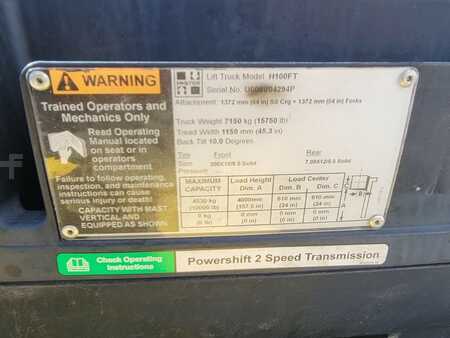 WARNING
Trained Operators and
Mechanics Only
Read Operating
Manual located
on seat or in
operators
compartment
Failure to follow operating,
inspection, and maintenance
instructions can cause
serious injury or death!
CAPACITY WITH MAST
VERTICAL AND
EQUIPPED AS SHOWN
HYSTER
Lift Truck Model H100FT
Serial No.
Attachment: 1372 mm (54 in) SS Crg + 1372 mm (54 in) Forks
Truck Weight 7150 kg (15750 lb)
Tread Width 1150 mm (45.3 in)
Back Tilt 10.0 Degrees
Tire Front Rear
Size Solid 7.00X12/5.0 Solid
Pressure
MAXIMUM CAPACITY
Load Height Dim. A
Load Center
Dim. B Dim. C
4530 kg 4000mm 610 mm 610 mm
(10000 lb) (157.5 in) (24 in) (24 in)
0 kg 0 mm 0 mm 0 mm
(0 lb) (0 in) (0 in) (0 in)
Check Operating
Instructions
Powershift 2 Speed Transmission